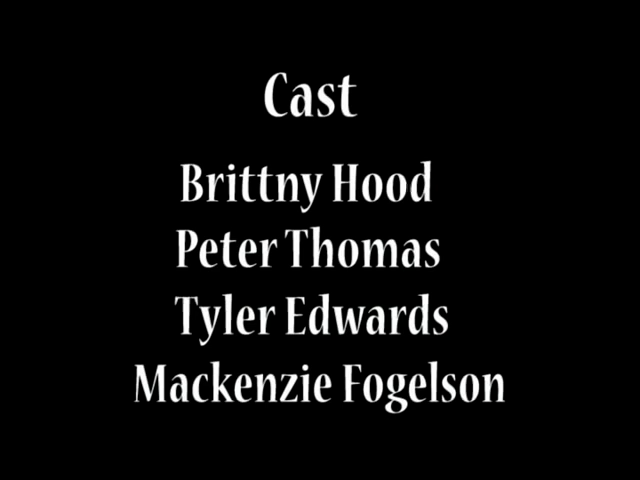 Cast
Brittny Hood
Peter Thomas
Tyler Edwards
Mackenzie Fogelson